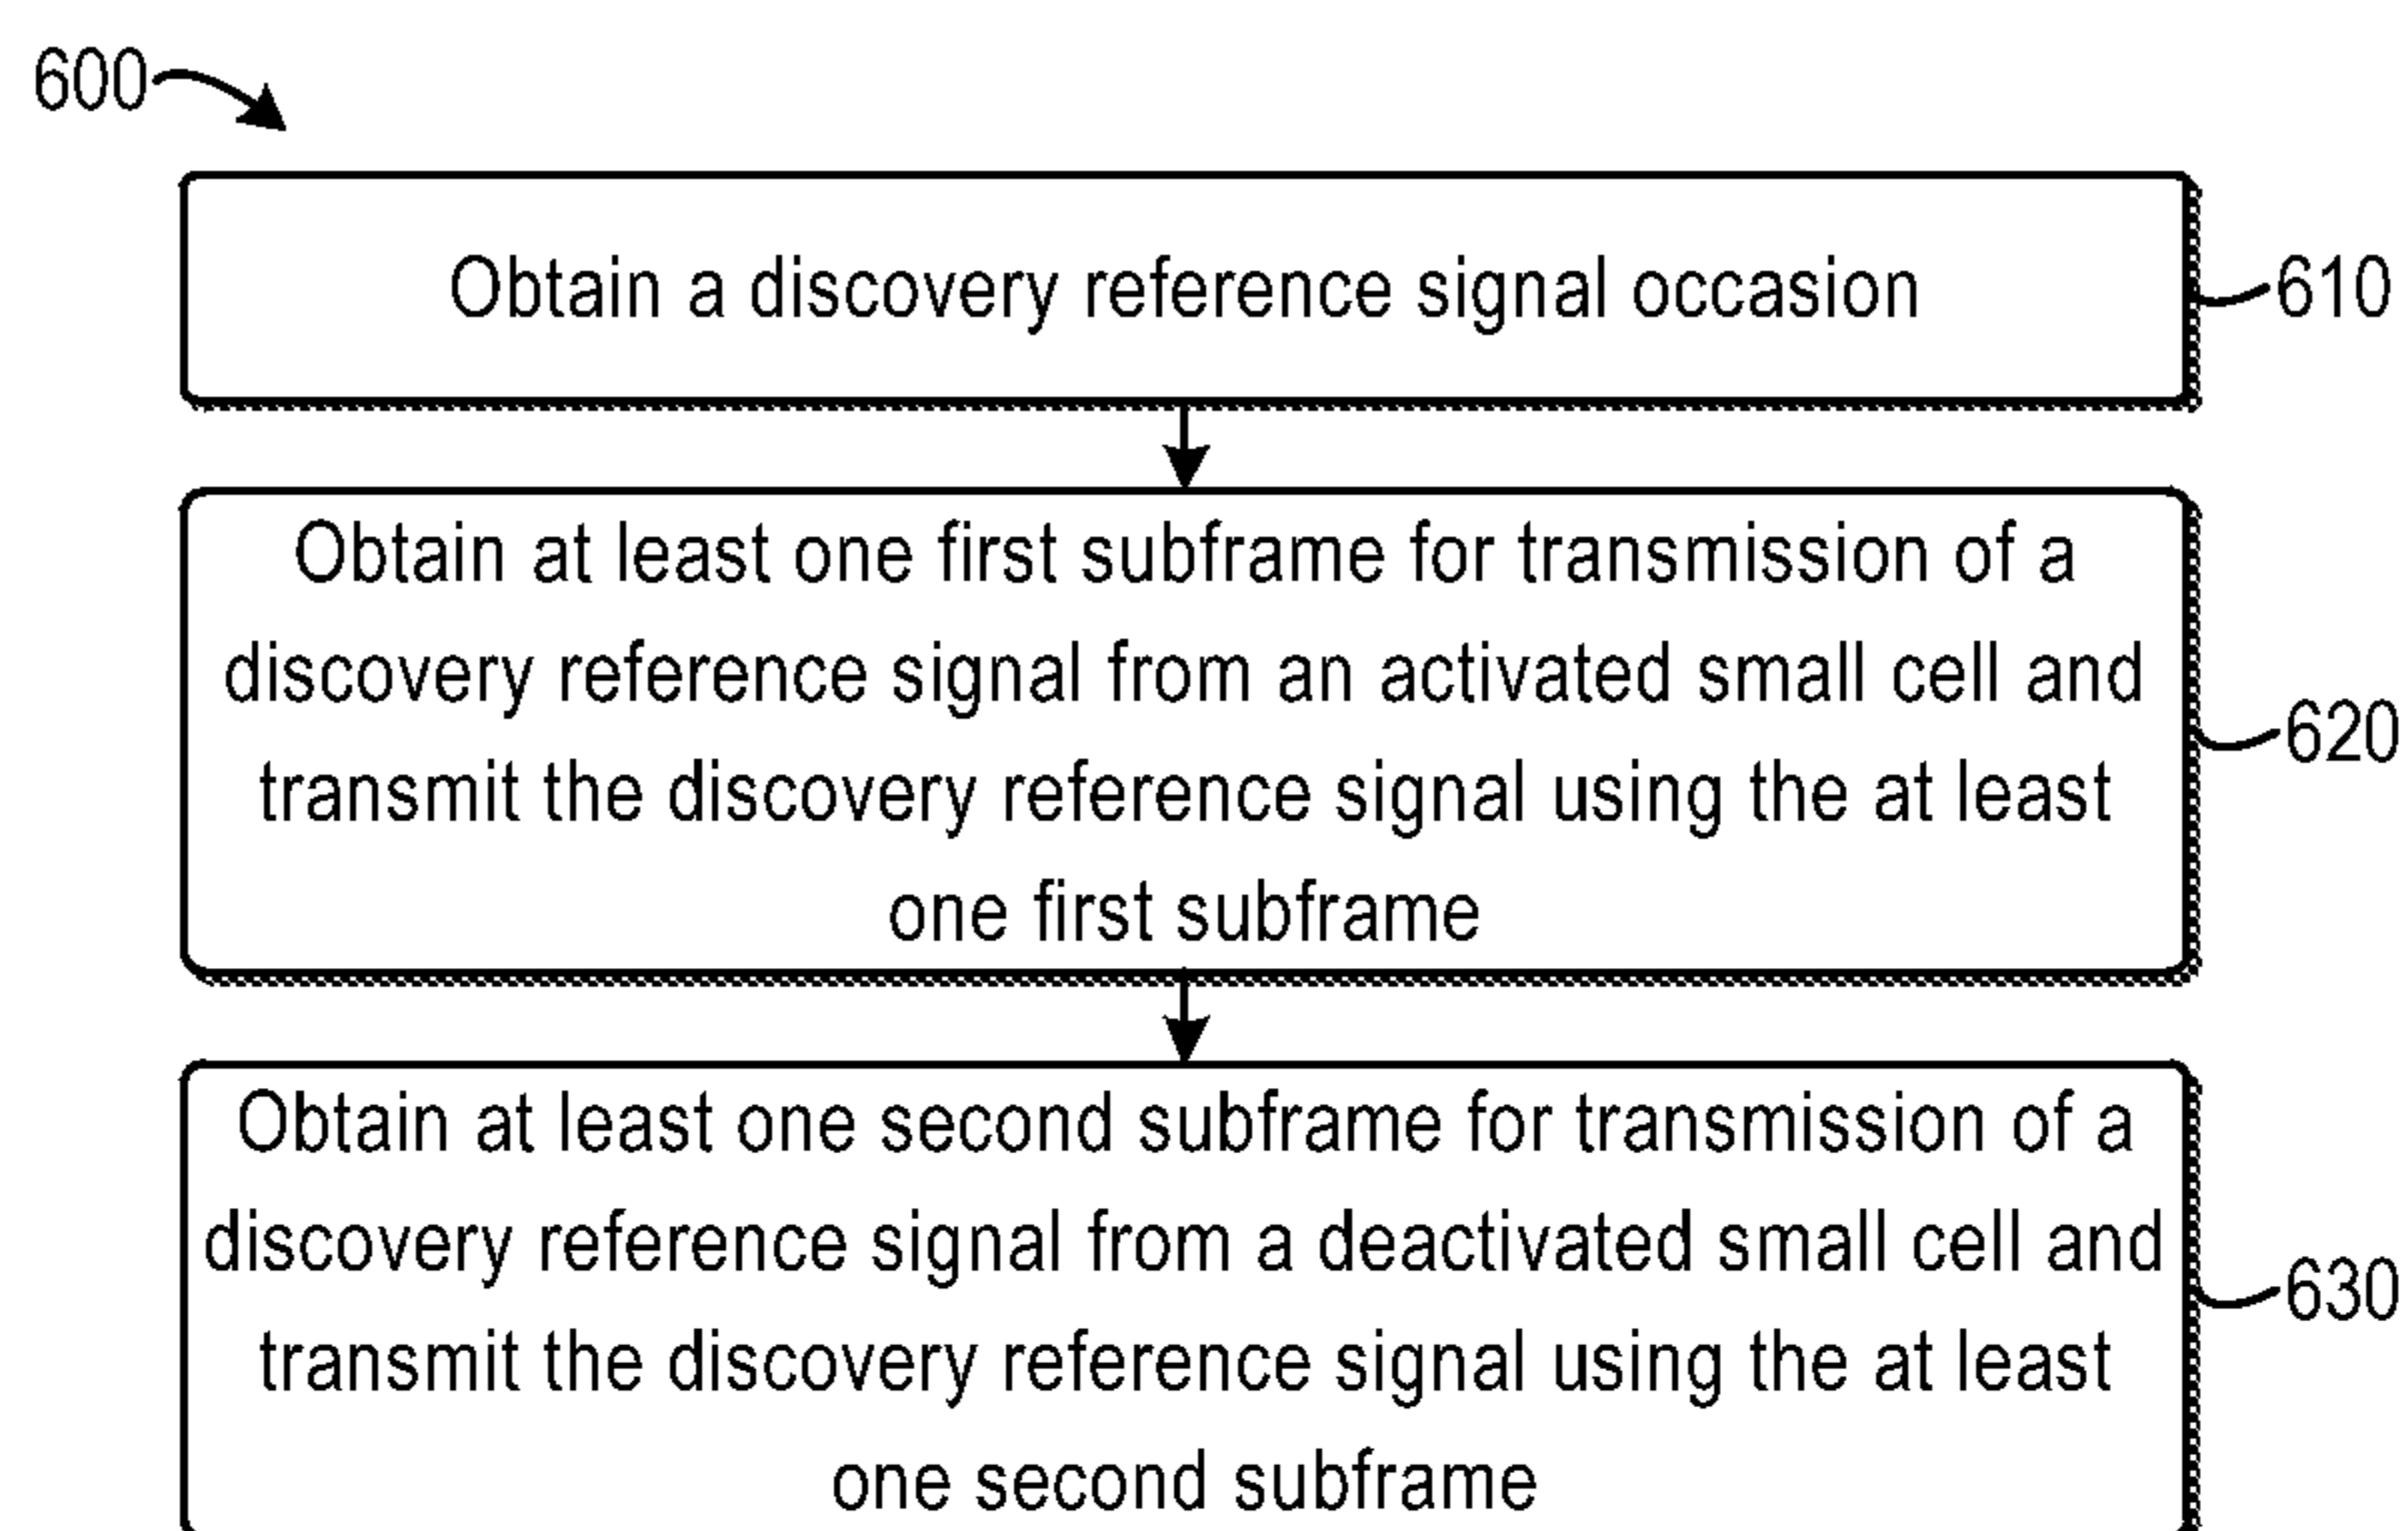 600
Obtain a discovery reference signal occasion
610
Obtain at least one first subframe for transmission of a
discovery reference signal from an activated small cell and
transmit the discovery reference signal using the at least
one first subframe
620
Obtain at least one second subframe for transmission of a
discovery reference signal from a deactivated small cell and
transmit the discovery reference signal using the at least
one second subframe
630